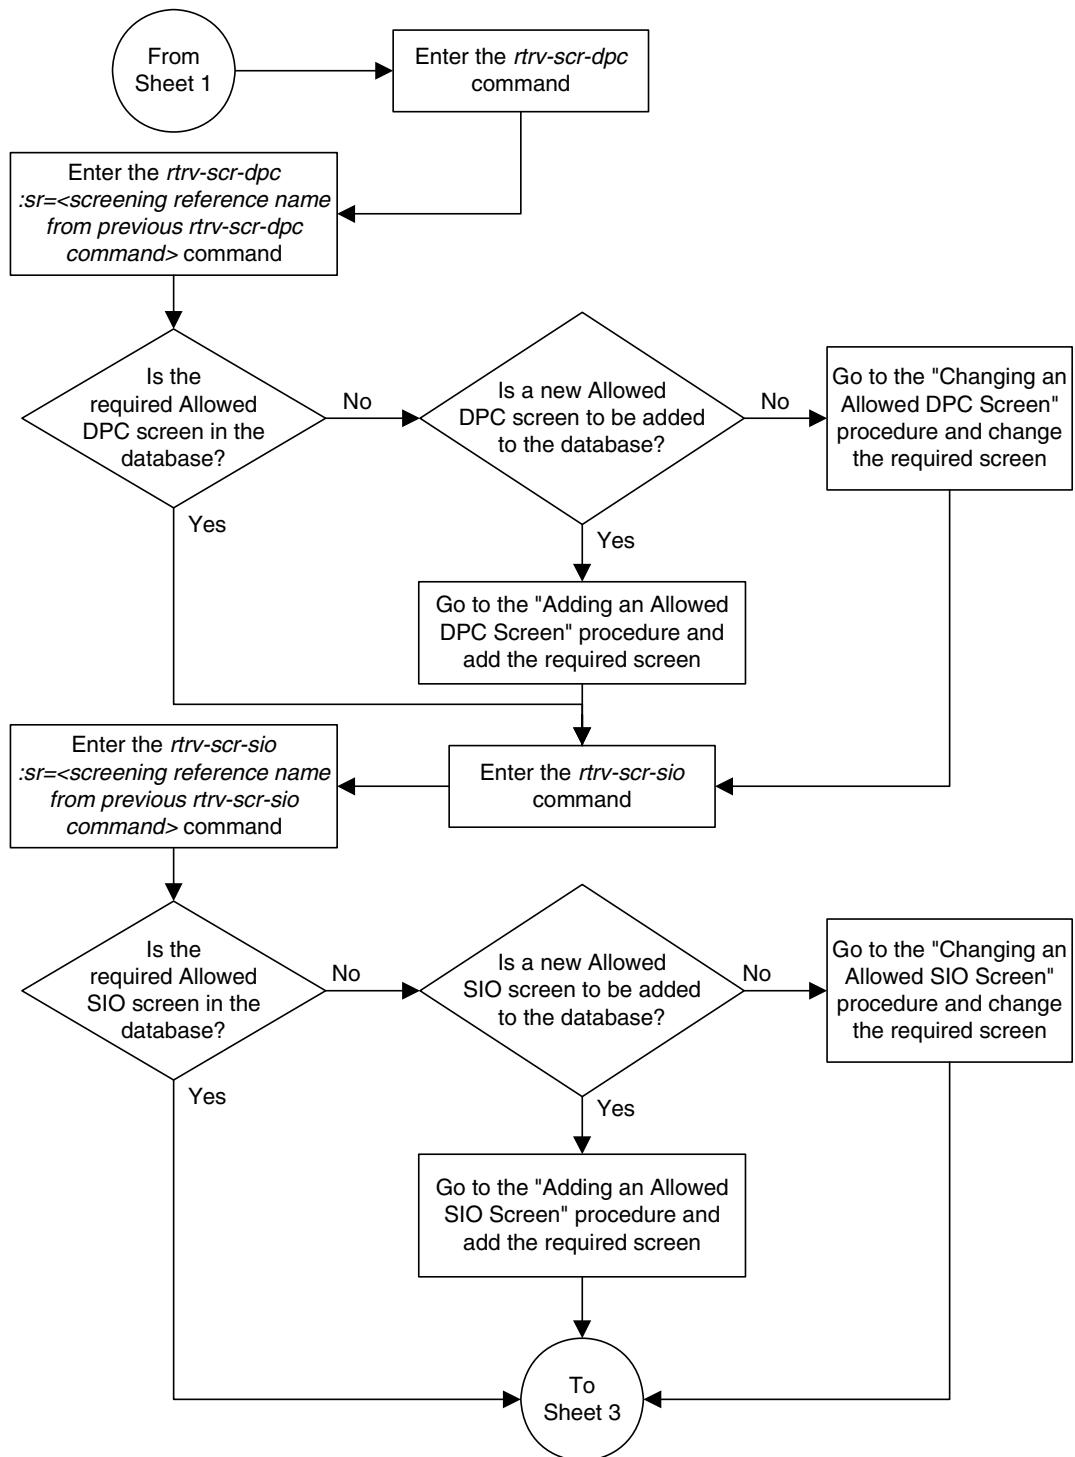 From
Sheet 1
Enter the rtrv-scr-dpc
command
Enter the rtrv-scr-dpc
:sr=<screening reference name
from previous rtrv-scr-dpc
command> command
Is the
required Allowed
DPC screen in the
database?
No
Yes
Is a new Allowed
DPC screen to be added
to the database?
No
Yes
Go to the "Changing an
Allowed DPC Screen"
procedure and change
the required screen
Go to the "Adding an Allowed
DPC Screen" procedure and
add the required screen
Enter the rtrv-scr-sio
command
Enter the rtrv-scr-sio
:sr=<screening reference name
from previous rtrv-scr-sio
command> command
Is the
required Allowed
SIO screen in the
database?
No
Yes
Is a new Allowed
SIO screen to be added
to the database?
No
Yes
Go to the "Changing an
Allowed SIO Screen"
procedure and change
the required screen
Go to the "Adding an Allowed
SIO Screen" procedure and
add the required screen
To
Sheet 3